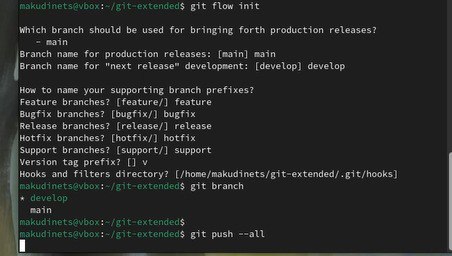 makudinets@vbox:~/git-extended$ git flow init
Which branch should be used for bringing forth production releases?
- main
Branch name for production releases: [main] main
Branch name for "next release" development: [develop] develop
How to name your supporting branch prefixes?
Feature branches? [feature/] feature
Bugfix branches? [bugfix/] bugfix
Release branches? [release/] release
Hotfix branches? [hotfix/] hotfix
Support branches? [support/] support
Version tag prefix? [] v
Hooks and filters directory? [/home/makudinets/git-extended/.git/hooks]
makudinets@vbox:~/git-extended$ git branch
* develop
main
makudinets@vbox:~/git-extended$
makudinets@vbox:~/git-extended$ git push --all